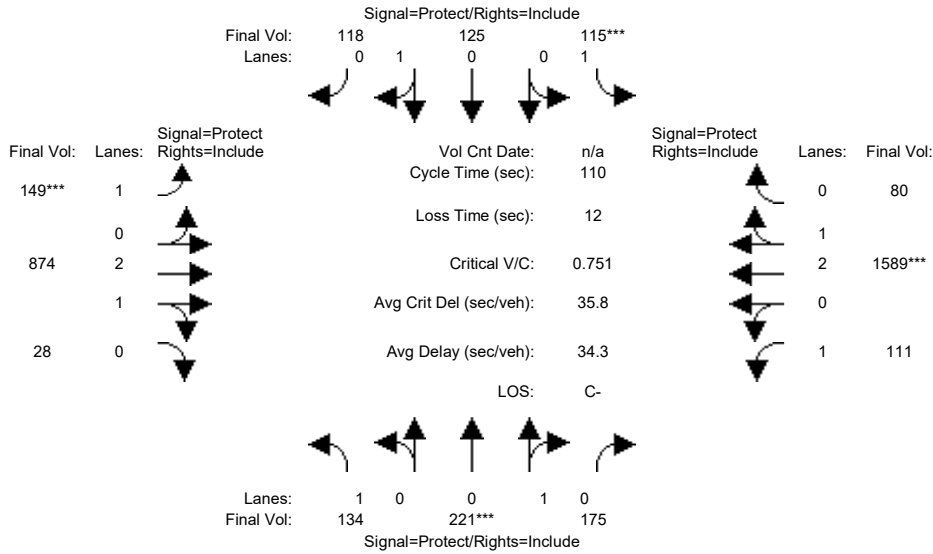 Signal=Protect/Rights=Include
Final Vol: 118 125 115***
Lanes: 0 1 0 0 1
Signal=Protect Signal=Protect
Final Vol: Lanes: Rights=Include Vol Cnt Date: n/a Rights=Include Lanes: Final Vol:
Cycle Time (sec): 110
149*** 1 0 80
Loss Time (sec): 12
0 1
874 2 Critical V/C: 0.751 2 1589***
1 Avg Crit Del (sec/veh): 35.8 0
28 0 Avg Delay (sec/veh): 34.3 1 111
LOS: C-
Lanes: 1 0 0 1 0
Final Vol: 134 221*** 175
Signal=Protect/Rights=Include